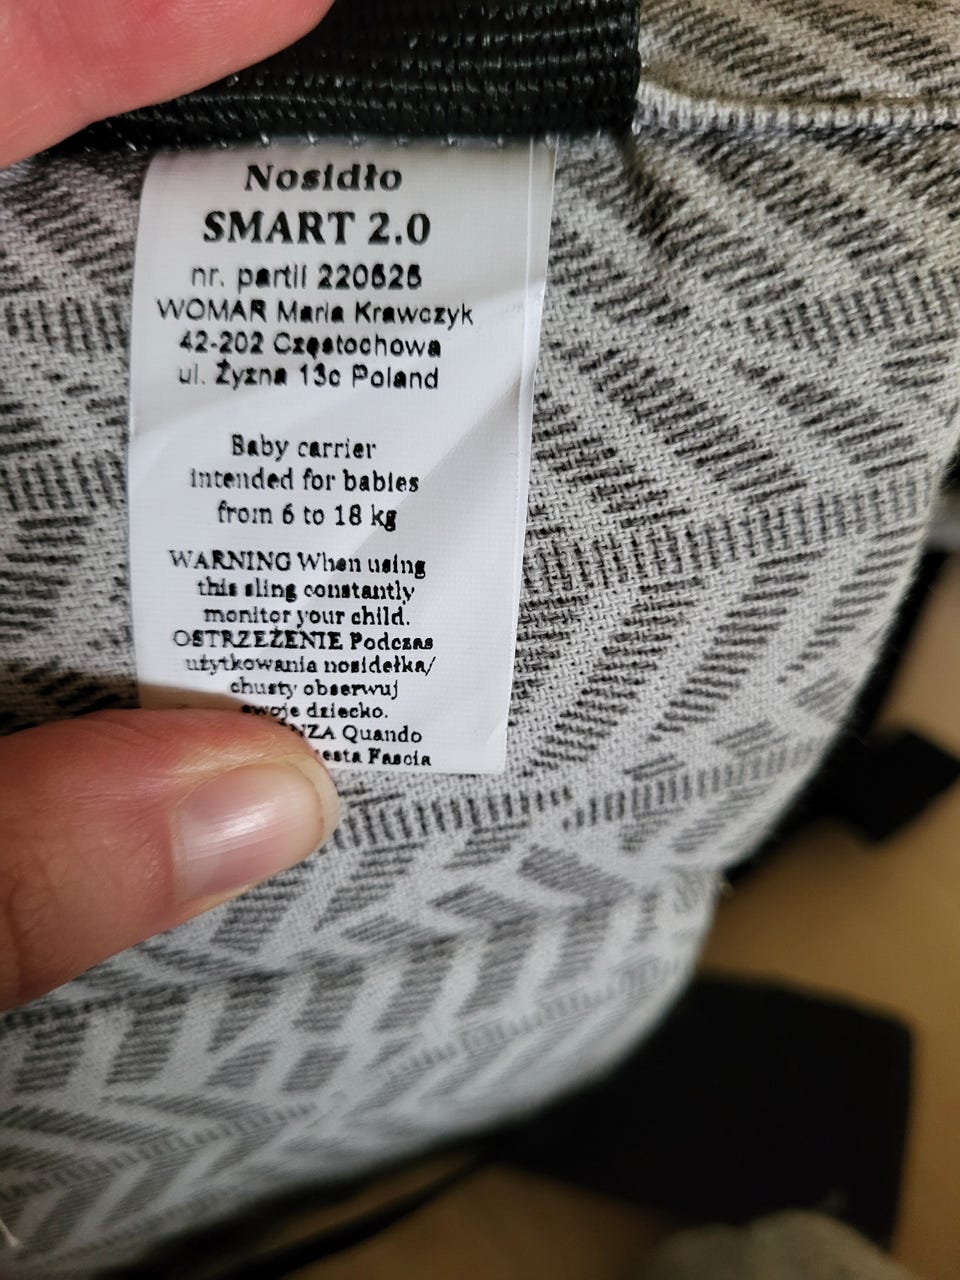 Nosidło
SMART 2.0
nr. partii 220525
WOMAR Maria Krawczyk
42-202 Częstochowa
ul. Żyzna 13c Poland
Baby carrier
intended for babies
from 6 to 18 kg
WARNING When using
this sling constantly
monitor your child.
OSTRZEŻENIE Podczas
użytkowania nosidełka/
chusty obserwuj
swoje dziecko.
Quando
Fascia